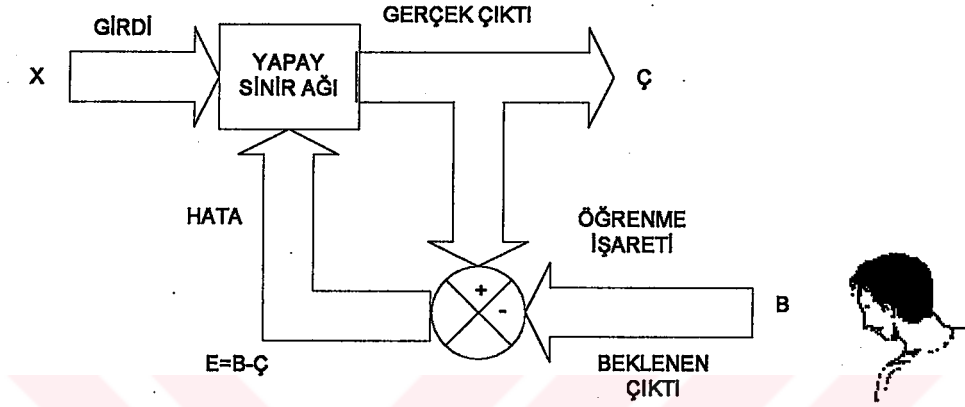 GİRDİ
GERÇEK ÇIKTI
X
YAPAY
SİNİR AĞI
Ç
HATA
ÖĞRENME
İŞARETİ
+
-
B
E=B-Ç
BEKLENEN
ÇIKTI